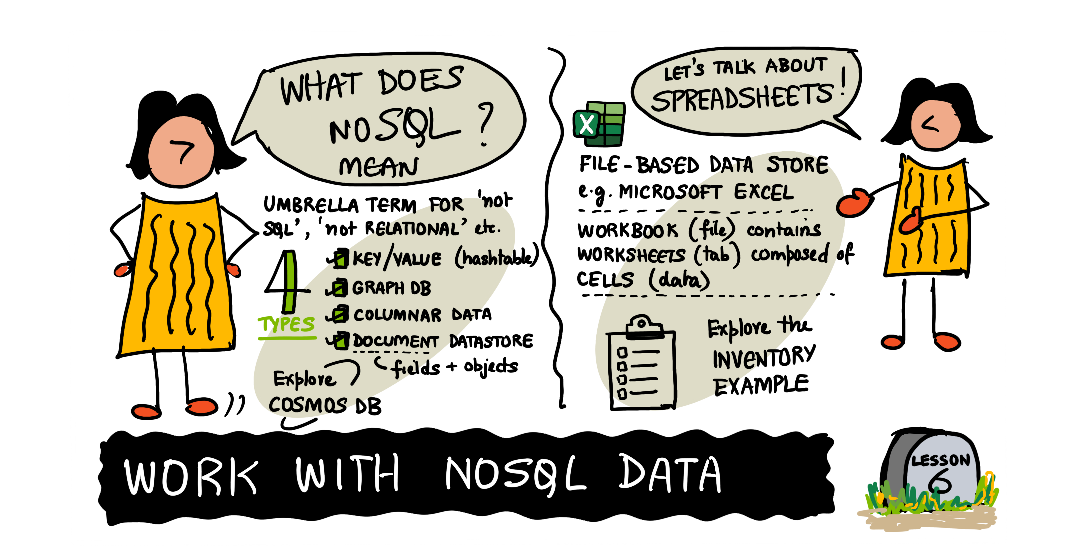 WHAT DOES
NOSQL ?
MEAN
UMBRELLA TERM FOR 'not
SQL', 'not RELATIONAL' etc.
4
TYPES
KEY/VALUE (hashtable)
GRAPH DB
COLUMNAR DATA
DOCUMENT DATASTORE
fields + objects
Explore
COSMOS DB
LET'S TALK ABOUT
SPREADSHEETS!
X
FILE-BASED DATA STORE
e.g. MICROSOFT EXCEL
WORKBOOK (file) contains
WORKSHEETS (tab) composed of
CELLS (data)
Explore the
INVENTORY
EXAMPLE
WORK WITH NOSQL DATA
LESSON
6